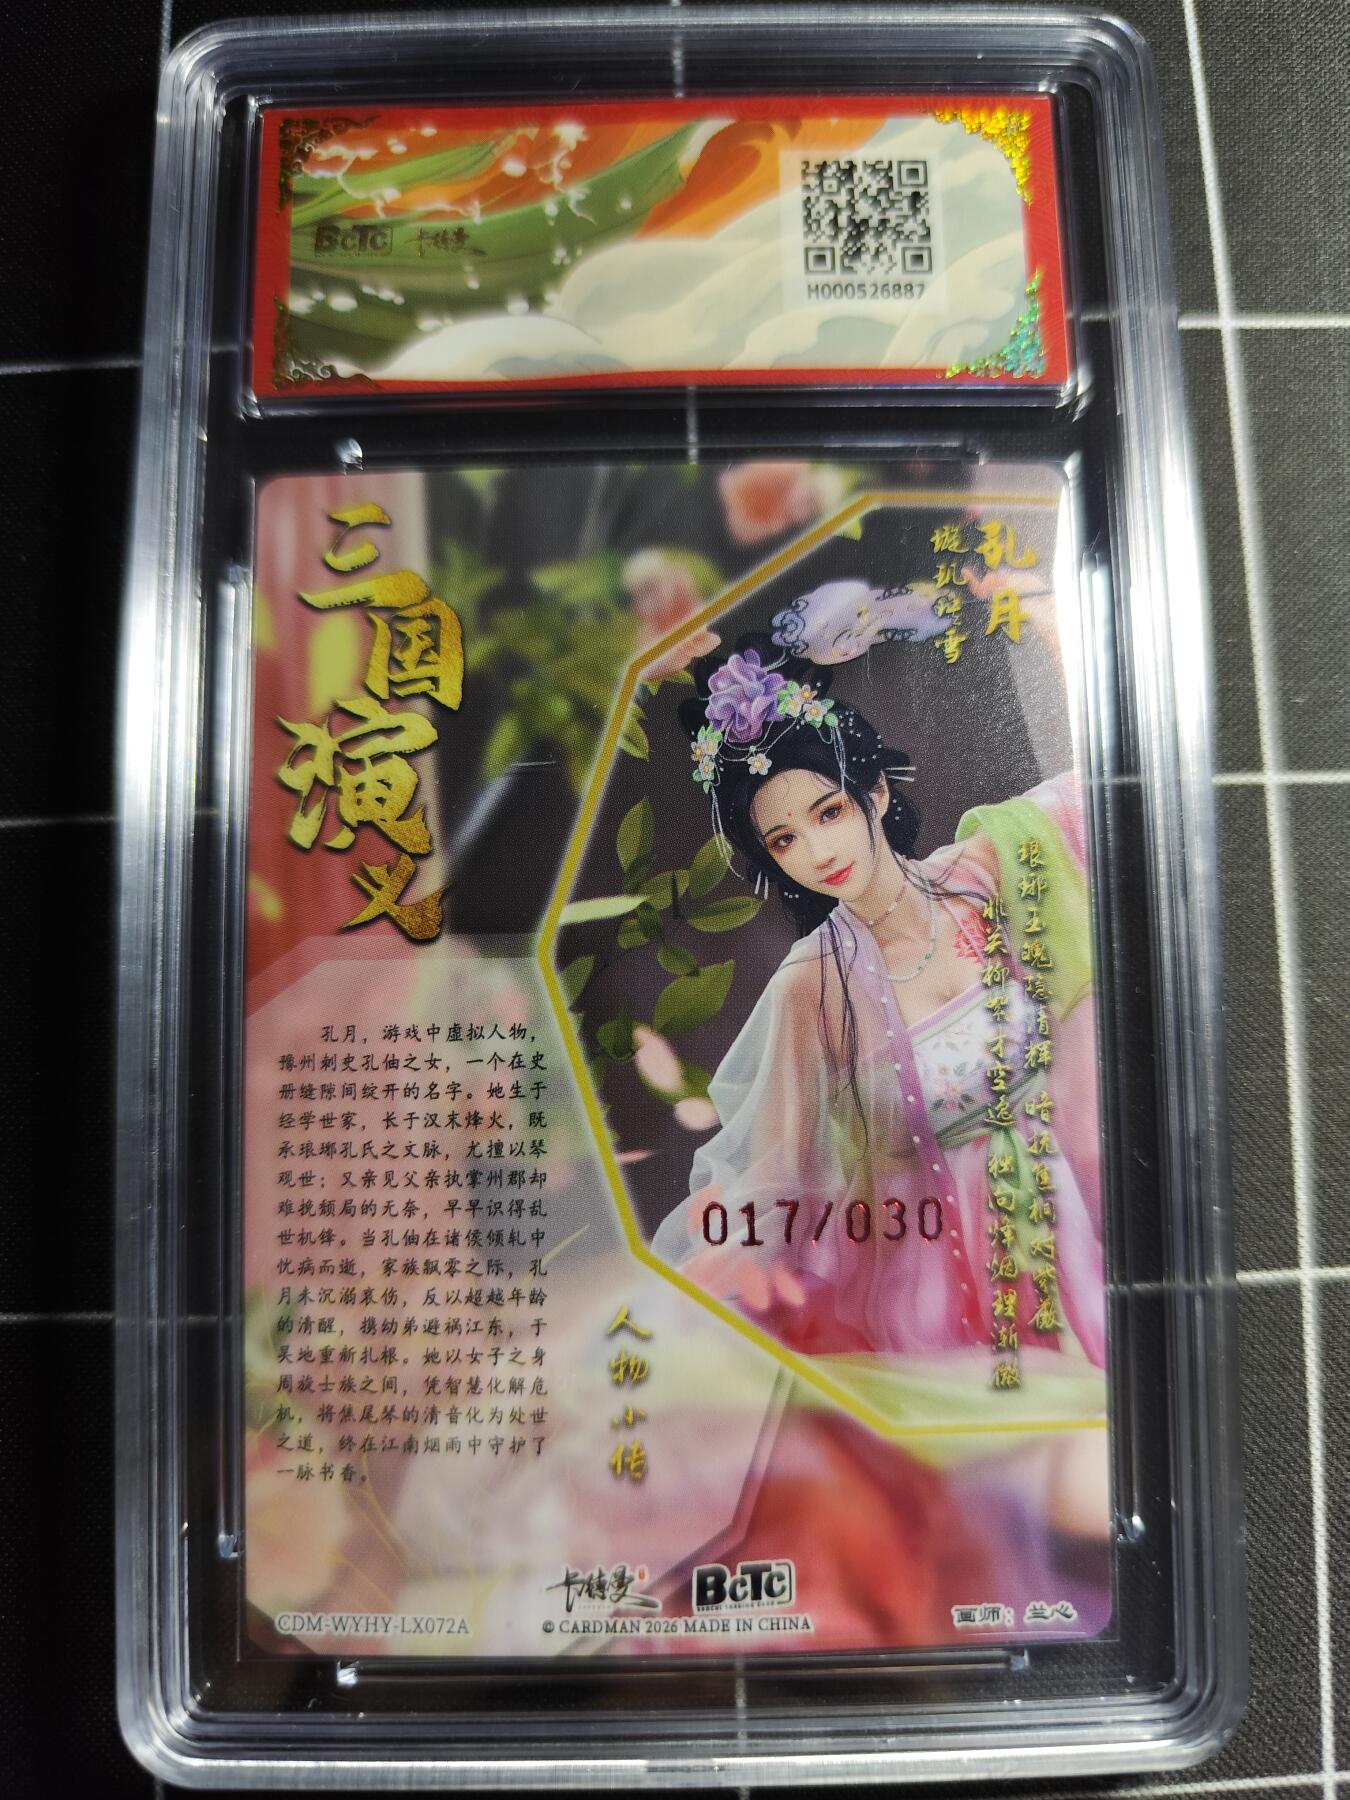 BCTC 卡特曼
H000526887
三国演义
孔月
璇玑红雪
琅琊玉魄隐清辉 暗抚焦桐对紫薇
非关柳絮才空逸 独向烽烟理渐微
孔月，游戏中虚拟人物，
豫州刺史孔伷之女，一个在史
册缝隙间绽开的名字。她生于
经学世家，长于汉末烽火，既
承琅琊孔氏之文脉，尤擅以琴
观世；又亲见父亲执掌州郡却
难挽颓局的无奈，早早识得乱
世机锋。当孔伷在诸侯倾轧中
忧病而逝，家族飘零之际，孔
月未沉溺哀伤，反以超越年龄
的清醒，携幼弟避祸江东，于
吴地重新扎根。她以女子之身
周旋士族之间，凭智慧化解危
机，将焦尾琴的清音化为处世
之道，终在江南烟雨中守护了
一脉书香。
017/030
人物小传
卡特曼 BCTC
CDM-WYHY-LX072A
© CARDMAN 2026 MADE IN CHINA
画师：兰心